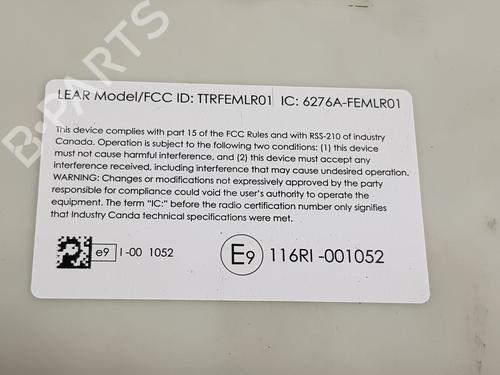 B-PARTS
LEAR Model/FCC ID: TTRFEMLR01 IC: 6276A-FEMLR01
This device complies with part 15 of the FCC Rules and with RSS-210 of industry
Canada. Operation is subject to the following two conditions: (1) this device
must not cause harmful interference, and (2) this device must accept any
interference received, including interference that may cause undesired operation.
WARNING: Changes or modifications not expressively approved by the party
responsible for compliance could void the user's authority to operate the
equipment. The term "IC:" before the radio certification number only signifies
that Industry Canda technical specifications were met.
e9 I-00 1052 E9 116RI-001052